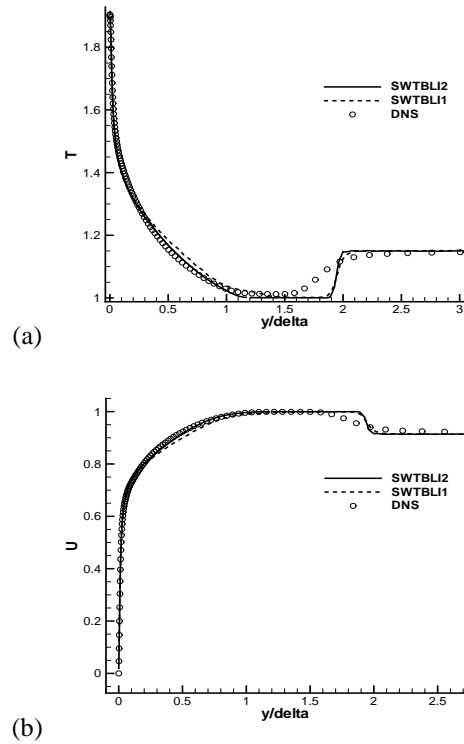 T
1.8
1.6
1.4
1.2
1
0 0.5 1 1.5 2 2.5 3
y/delta
SWTBLI2
SWTBLI1
DNS
(a)
U
1
0.8
0.6
0.4
0.2
0
0 0.5 1 1.5 2 2.5
y/delta
SWTBLI2
SWTBLI1
DNS
(b)